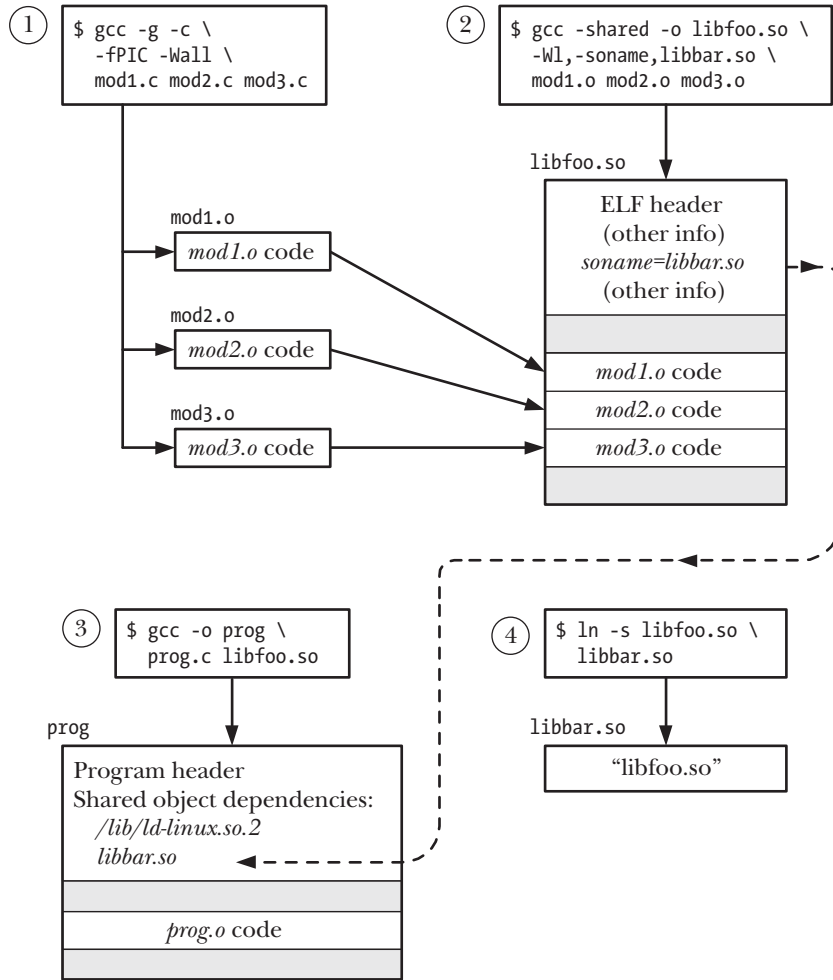 1
$ gcc -g -c \
-fPIC -Wall \
mod1.c mod2.c mod3.c
2
$ gcc -shared -o libfoo.so \
-Wl,-soname,libbar.so \
mod1.o mod2.o mod3.o
libfoo.so
ELF header
(other info)
soname=libbar.so
(other info)
mod1.o code
mod2.o code
mod3.o code
mod1.o
mod1.o code
mod2.o
mod2.o code
mod3.o
mod3.o code
3
$ gcc -o prog \
prog.c libfoo.so
prog
Program header
Shared object dependencies:
/lib/ld-linux.so.2
libbar.so
prog.o code
4
$ ln -s libfoo.so \
libbar.so
libbar.so
“libfoo.so”